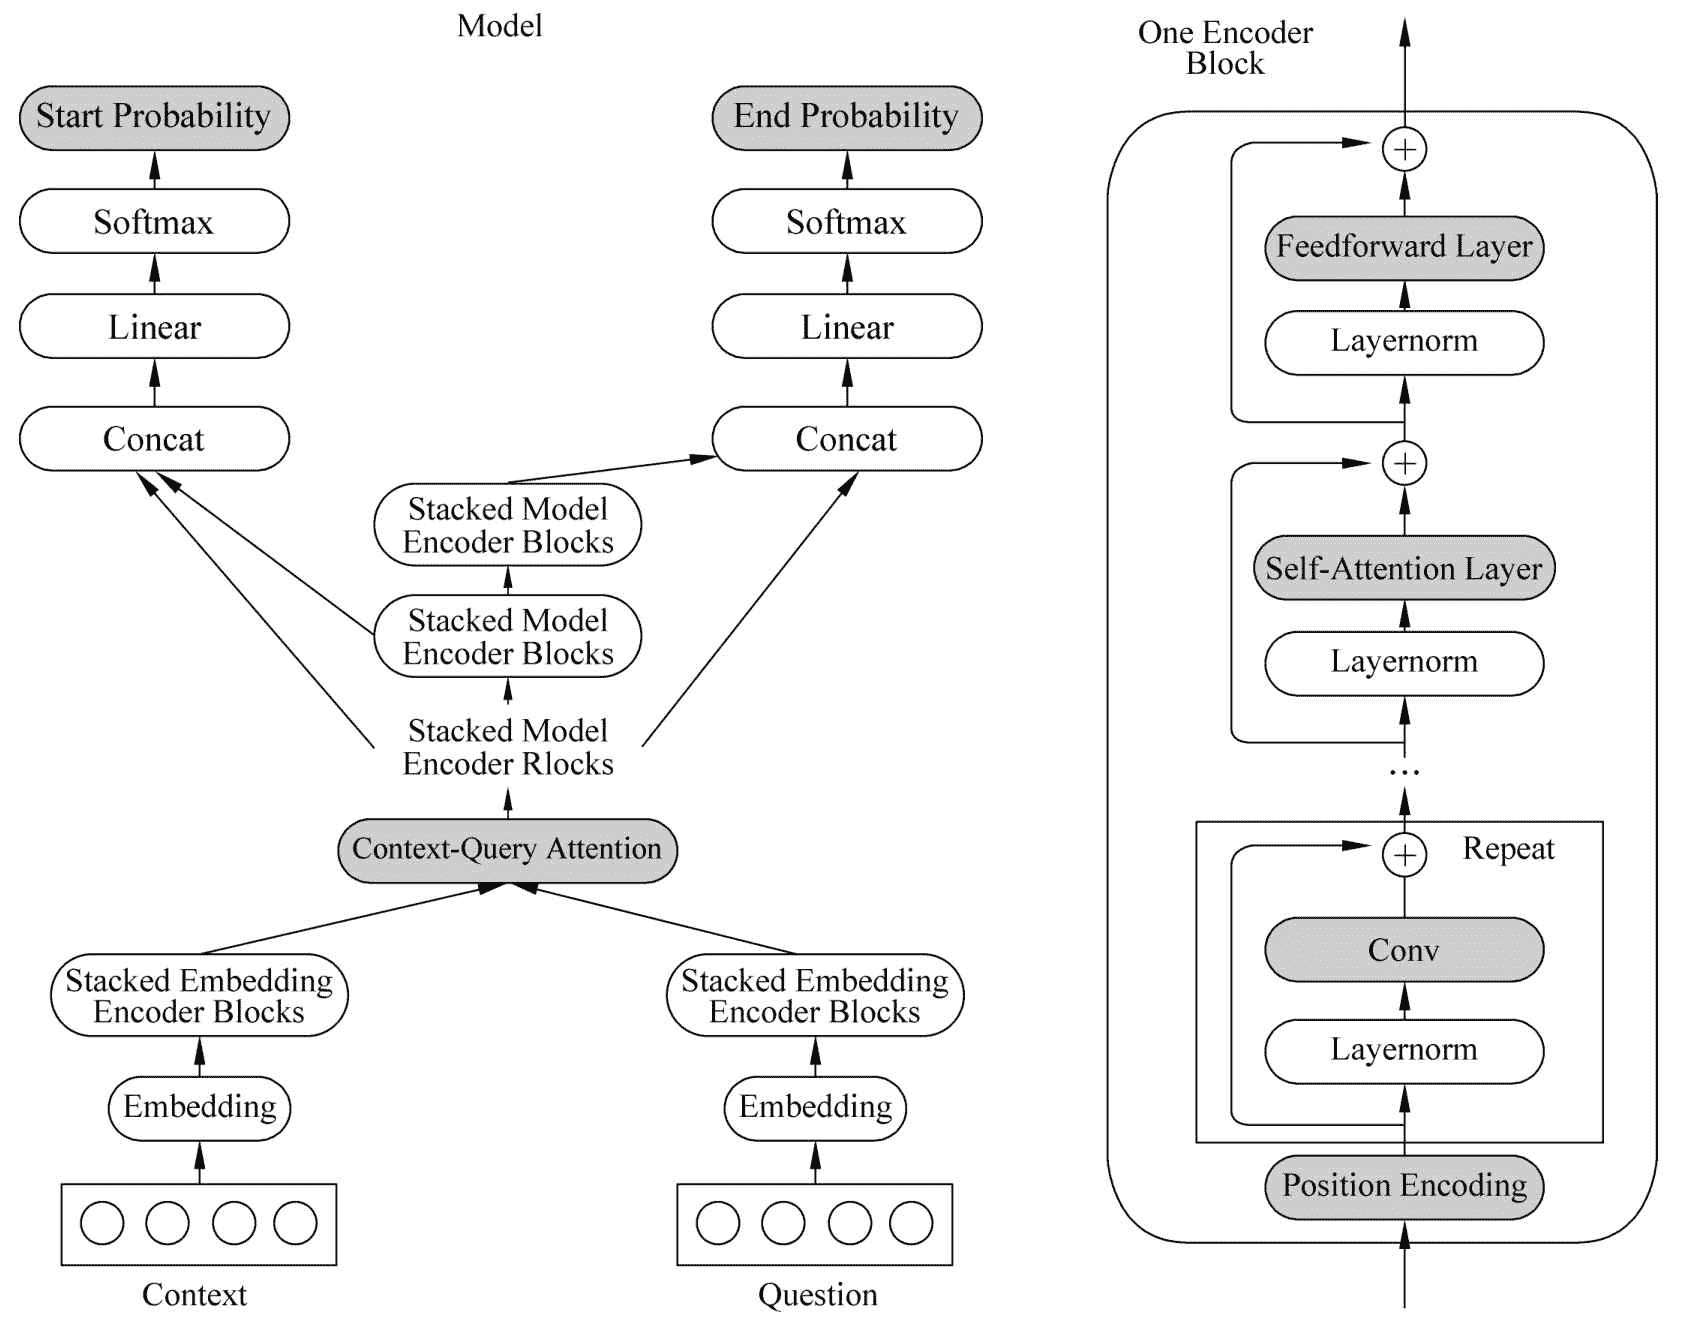 Model
Start Probability
Softmax
Linear
Concat
End Probability
Softmax
Linear
Concat
Stacked Model
Encoder Blocks
Stacked Model
Encoder Blocks
Stacked Model
Encoder Rlocks
Context-Query Attention
Stacked Embedding
Encoder Blocks
Embedding
Context
Stacked Embedding
Encoder Blocks
Embedding
Question
One Encoder
Block
+
Feedforward Layer
Layernorm
+
Self-Attention Layer
Layernorm
...
+
Repeat
Conv
Layernorm
Position Encoding